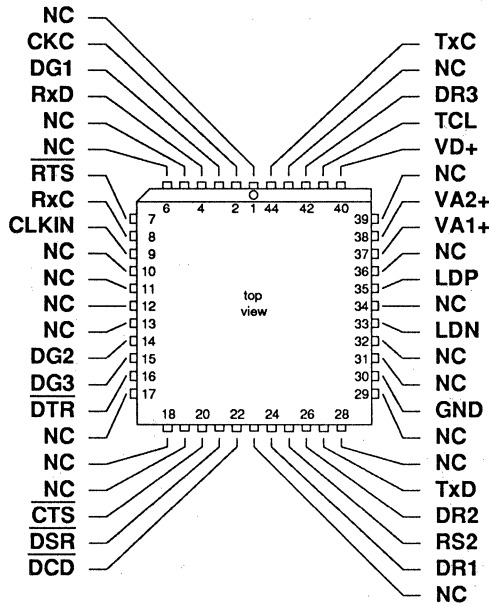 NC
CKC
DG1
RxD
NC
NC
RTS
RxC
CLKIN
NC
NC
NC
NC
DG2
DG3
DTR
NC
NC
NC
CTS
DSR
DCD
6 4 2 1 44 42 40
7
8
9
10
11
12
13
14
15
16
17
top
view
39
38
37
36
35
34
33
32
31
30
29
18 20 22 24 26 28
TxC
NC
DR3
TCL
VD+
NC
VA2+
VA1+
NC
LDP
NC
LDN
NC
NC
GND
NC
NC
TxD
DR2
RS2
DR1
NC